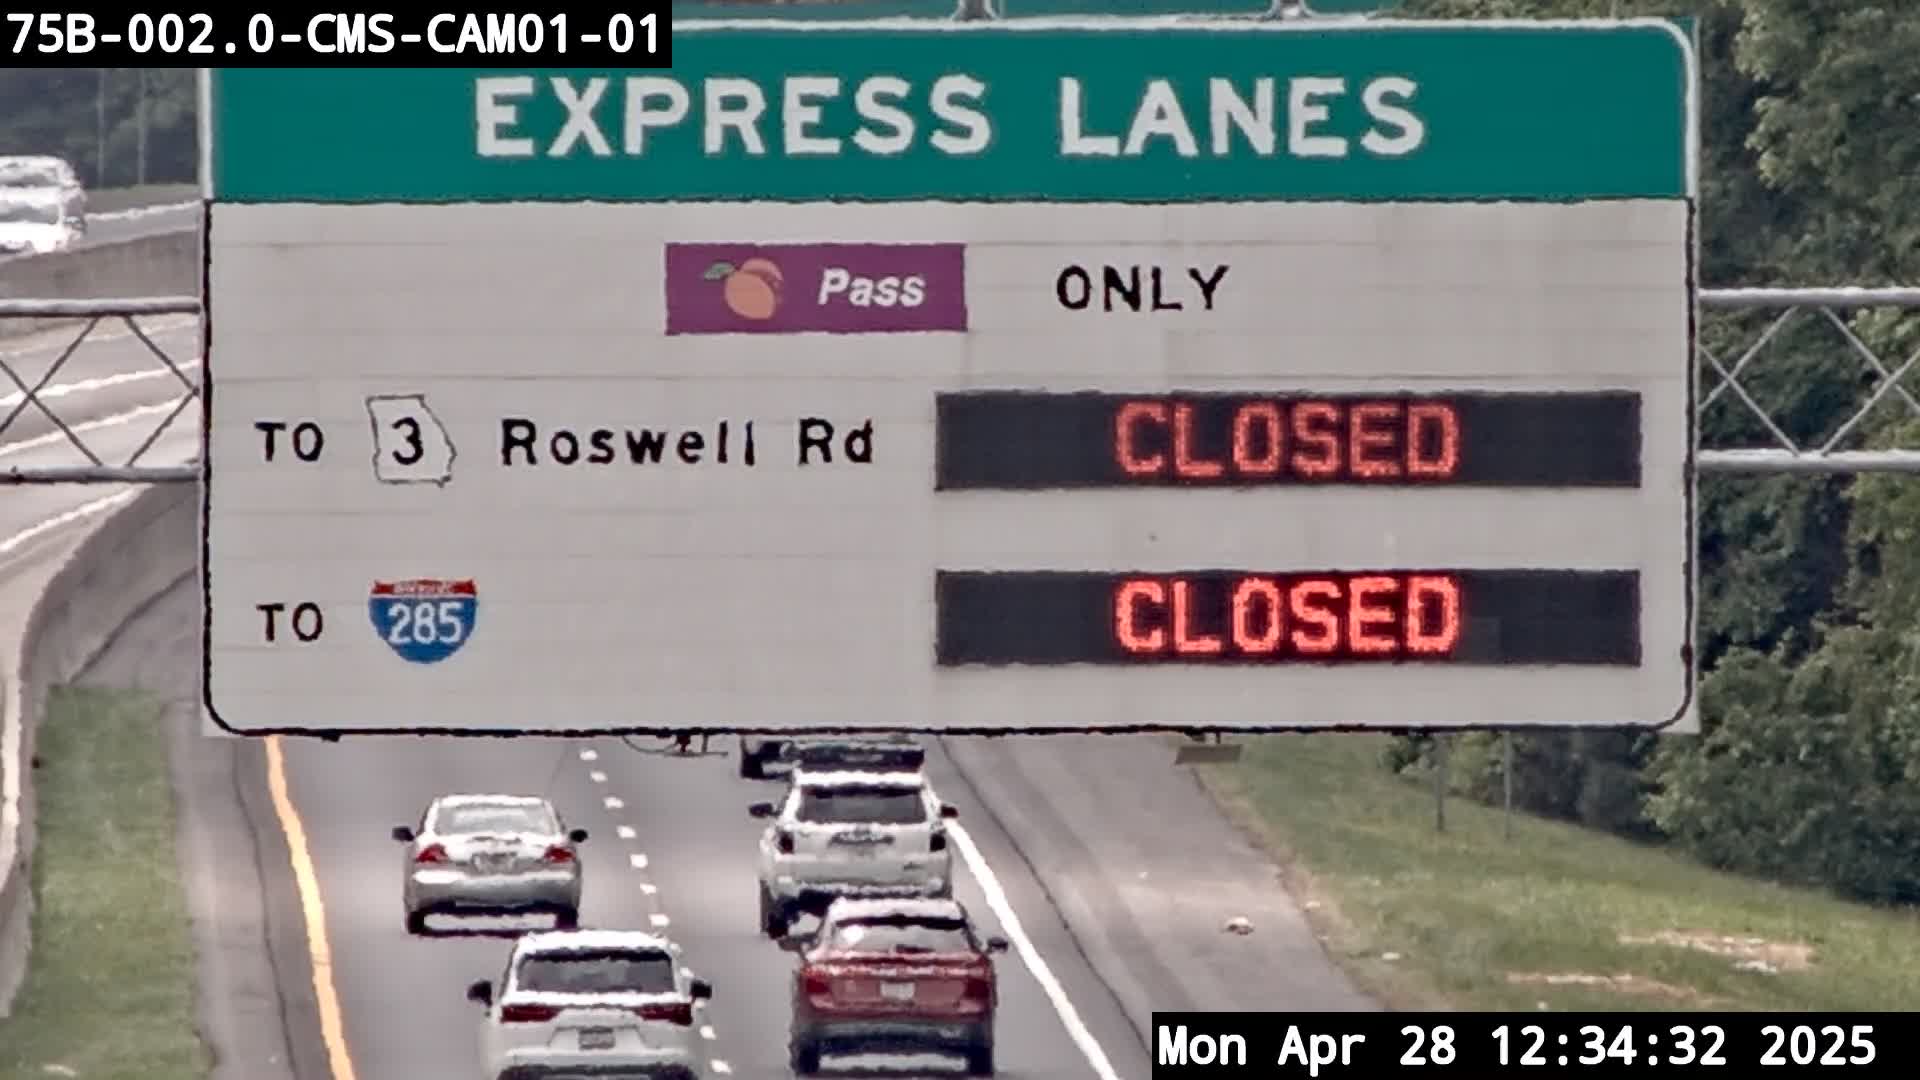 75B-002.0-CMS-CAM01-01
EXPRESS LANES
Pass ONLY
TO 3 Roswell Rd CLOSED
TO 285 CLOSED
Mon Apr 28 12:34:32 2025